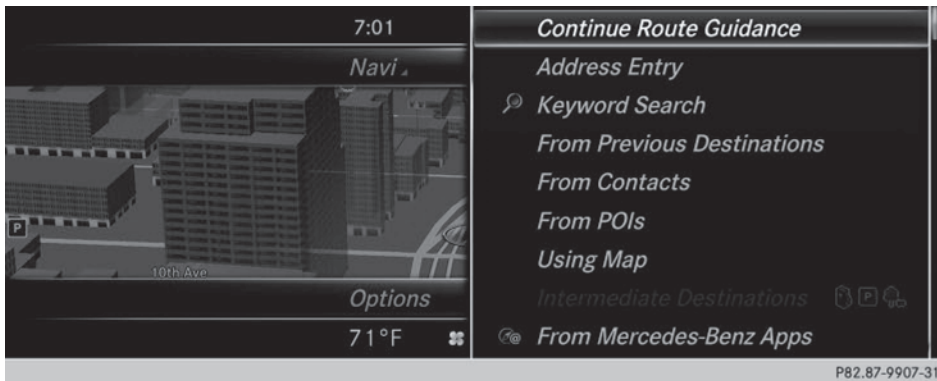 7:01
Navi
P
10th Ave
Options
71°F
Continue Route Guidance
Address Entry
Keyword Search
From Previous Destinations
From Contacts
From POIs
Using Map
Intermediate Destinations P
@ From Mercedes-Benz Apps
P82.87-9907-31